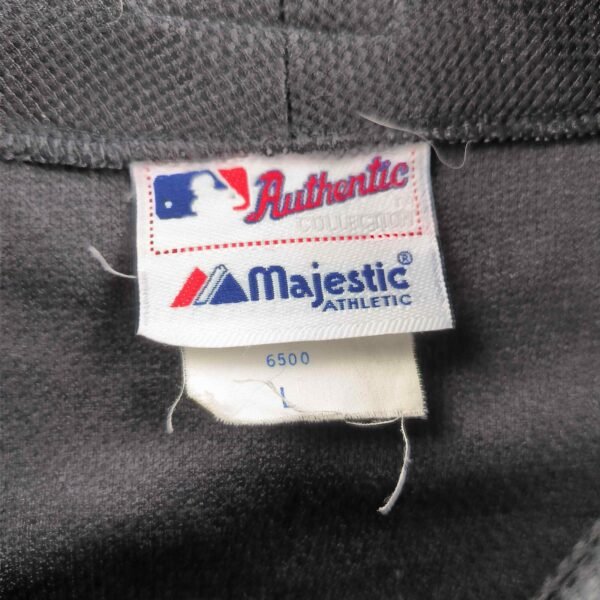 Authentic
COLLECTION
Majestic®
ATHLETIC
6500
L